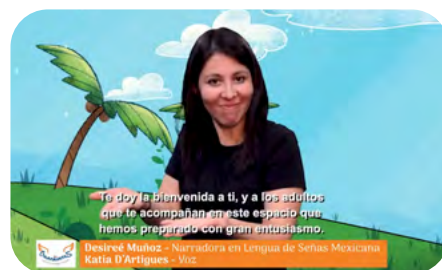 Te doy la bienvenida a ti, y a los adultos
que te acompañan en este espacio que
hemos preparado con gran entusiasmo.
Desireé Muñoz - Narradora en Lengua de Señas Mexicana
Katia D'Artigues - Voz